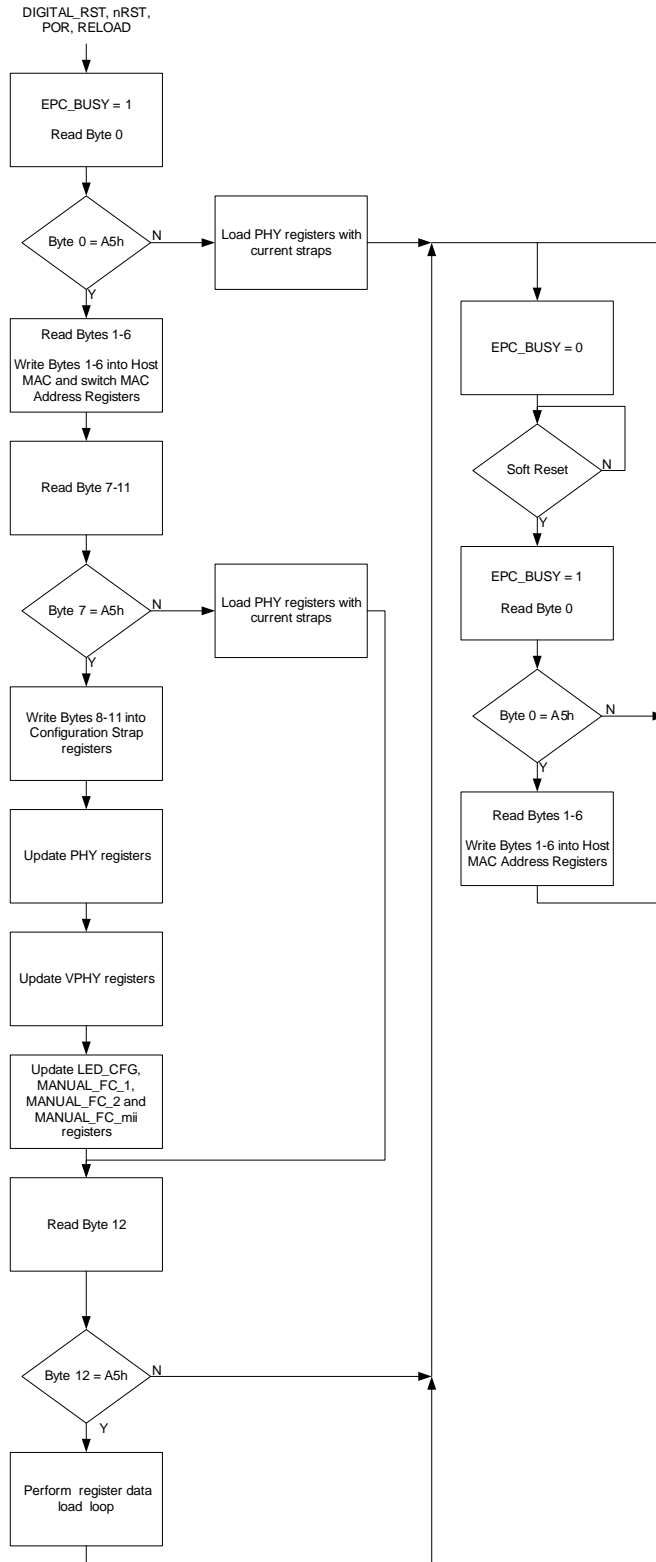 DIGITAL_RST, nRST,
POR, RELOAD
EPC_BUSY = 1
Read Byte 0
Byte 0 = A5h
N
Y
Load PHY registers with
current straps
Read Bytes 1-6
Write Bytes 1-6 into Host
MAC and switch MAC
Address Registers
Read Byte 7-11
Byte 7 = A5h
N
Y
Load PHY registers with
current straps
Write Bytes 8-11 into
Configuration Strap
registers
Update PHY registers
Update VPHY registers
Update LED_CFG,
MANUAL_FC_1,
MANUAL_FC_2 and
MANUAL_FC_mii
registers
Read Byte 12
Byte 12 = A5h
N
Y
Perform register data
load loop
EPC_BUSY = 0
Soft Reset
N
Y
EPC_BUSY = 1
Read Byte 0
Byte 0 = A5h
N
Y
Read Bytes 1-6
Write Bytes 1-6 into Host
MAC Address Registers